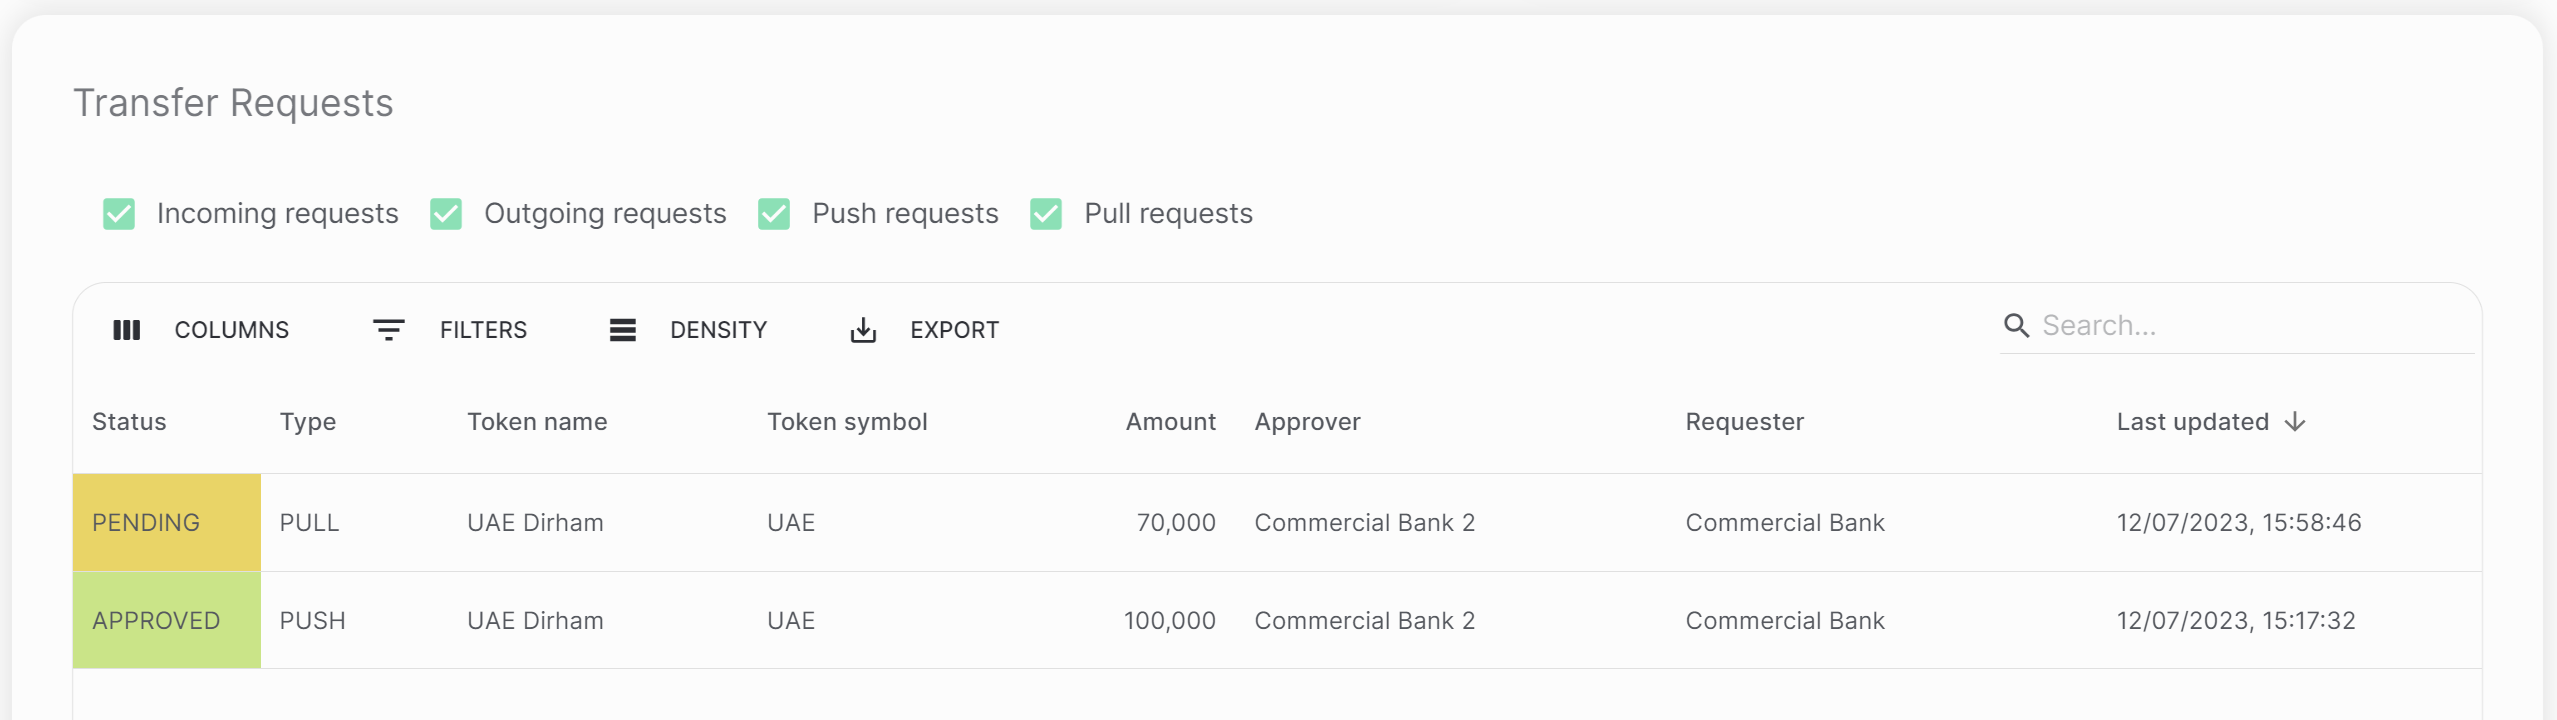 Transfer Requests
Incoming requests Outgoing requests Push requests Pull requests
COLUMNS FILTERS DENSITY EXPORT Search...
Status Type Token name Token symbol Amount Approver Requester Last updated
PENDING PULL UAE Dirham UAE 70,000 Commercial Bank 2 Commercial Bank 12/07/2023, 15:58:46
APPROVED PUSH UAE Dirham UAE 100,000 Commercial Bank 2 Commercial Bank 12/07/2023, 15:17:32